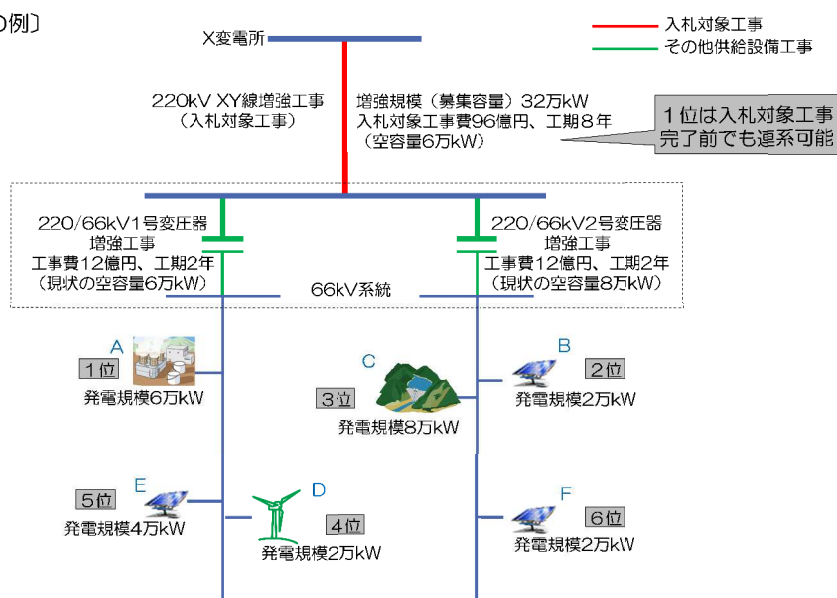 の例〕
X変電所
入札対象工事
その他供給設備工事
220kV XY線増強工事
（入札対象工事）
増強規模（募集容量）32万kW
入札対象工事費96億円、工期8年
（空容量6万kW）
1位は入札対象工事
完了前でも連系可能
220/66kV1号変圧器
増強工事
工事費12億円、工期2年
（現状の空容量6万kW）
220/66kV2号変圧器
増強工事
工事費12億円、工期2年
（現状の空容量8万kW）
66kV系統
A
1位
発電規模6万kW
C
3位
発電規模8万kW
B
2位
発電規模2万kW
E
5位
発電規模4万kW
D
4位
発電規模2万kW
F
6位
発電規模2万kW